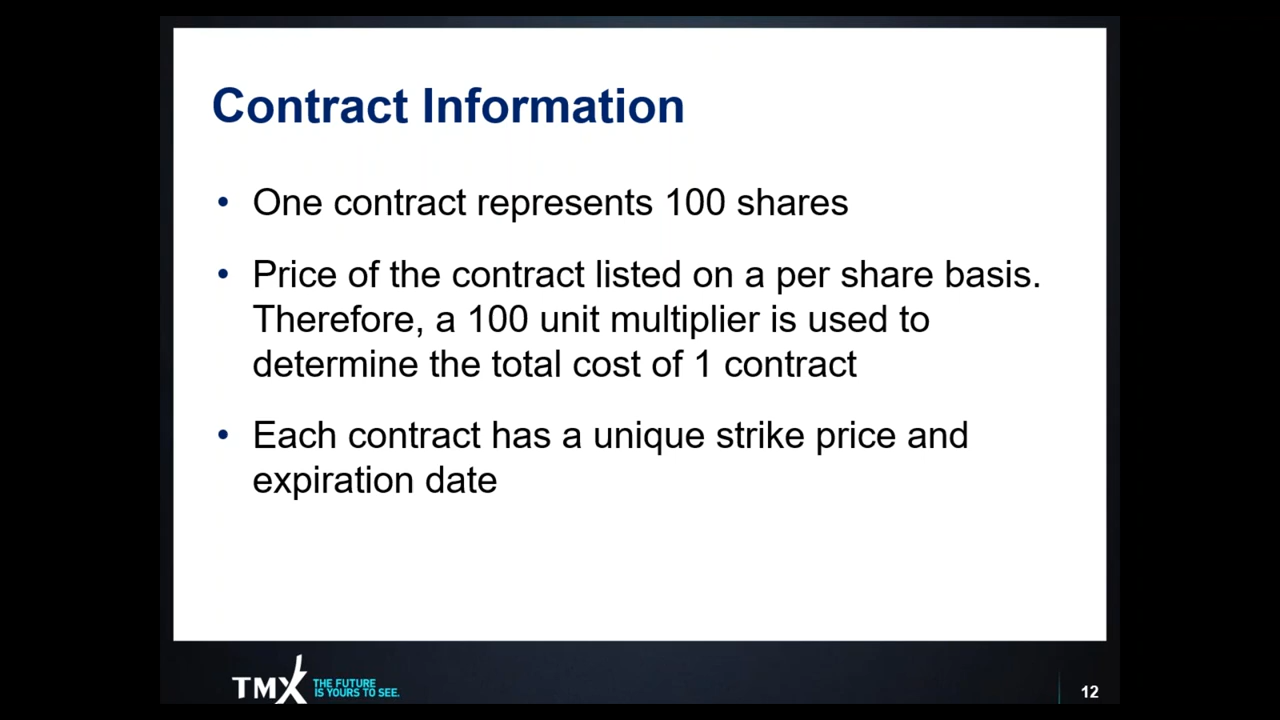 Contract Information
• One contract represents 100 shares
• Price of the contract listed on a per share basis.
Therefore, a 100 unit multiplier is used to
determine the total cost of 1 contract
• Each contract has a unique strike price and
expiration date
TMX THE FUTURE
IS YOURS TO SEE.
12